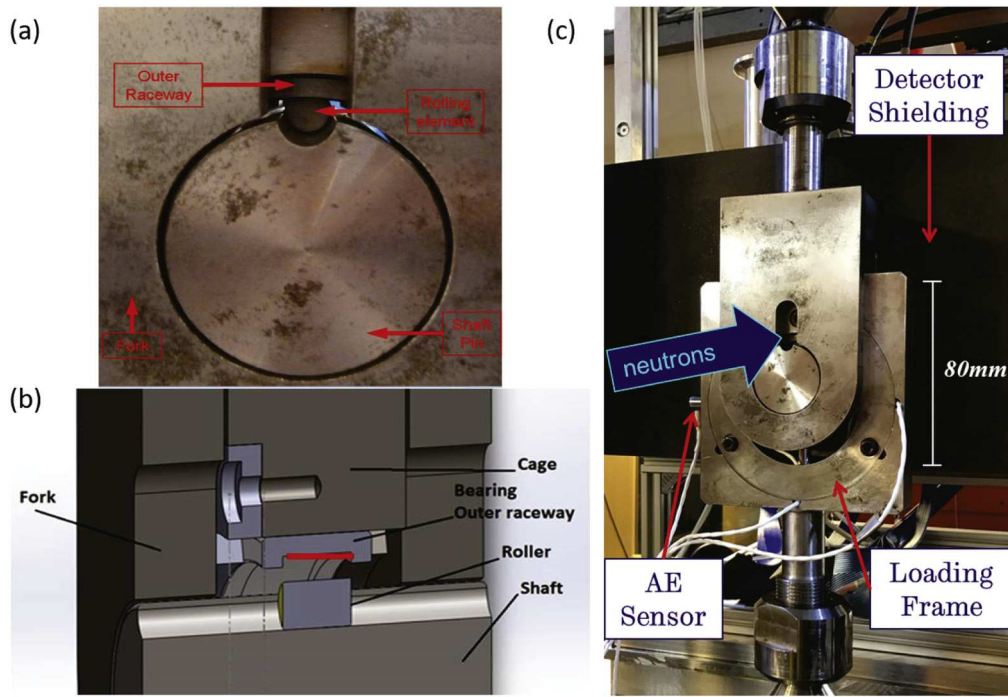 (a)
Outer
Raceway
Rolling
element
Shaft
Pin
Fork
(b)
Cage
Bearing
Outer raceway
Fork
Roller
Shaft
(c)
Detector
Shielding
neutrons
80mm
AE
Sensor
Loading
Frame